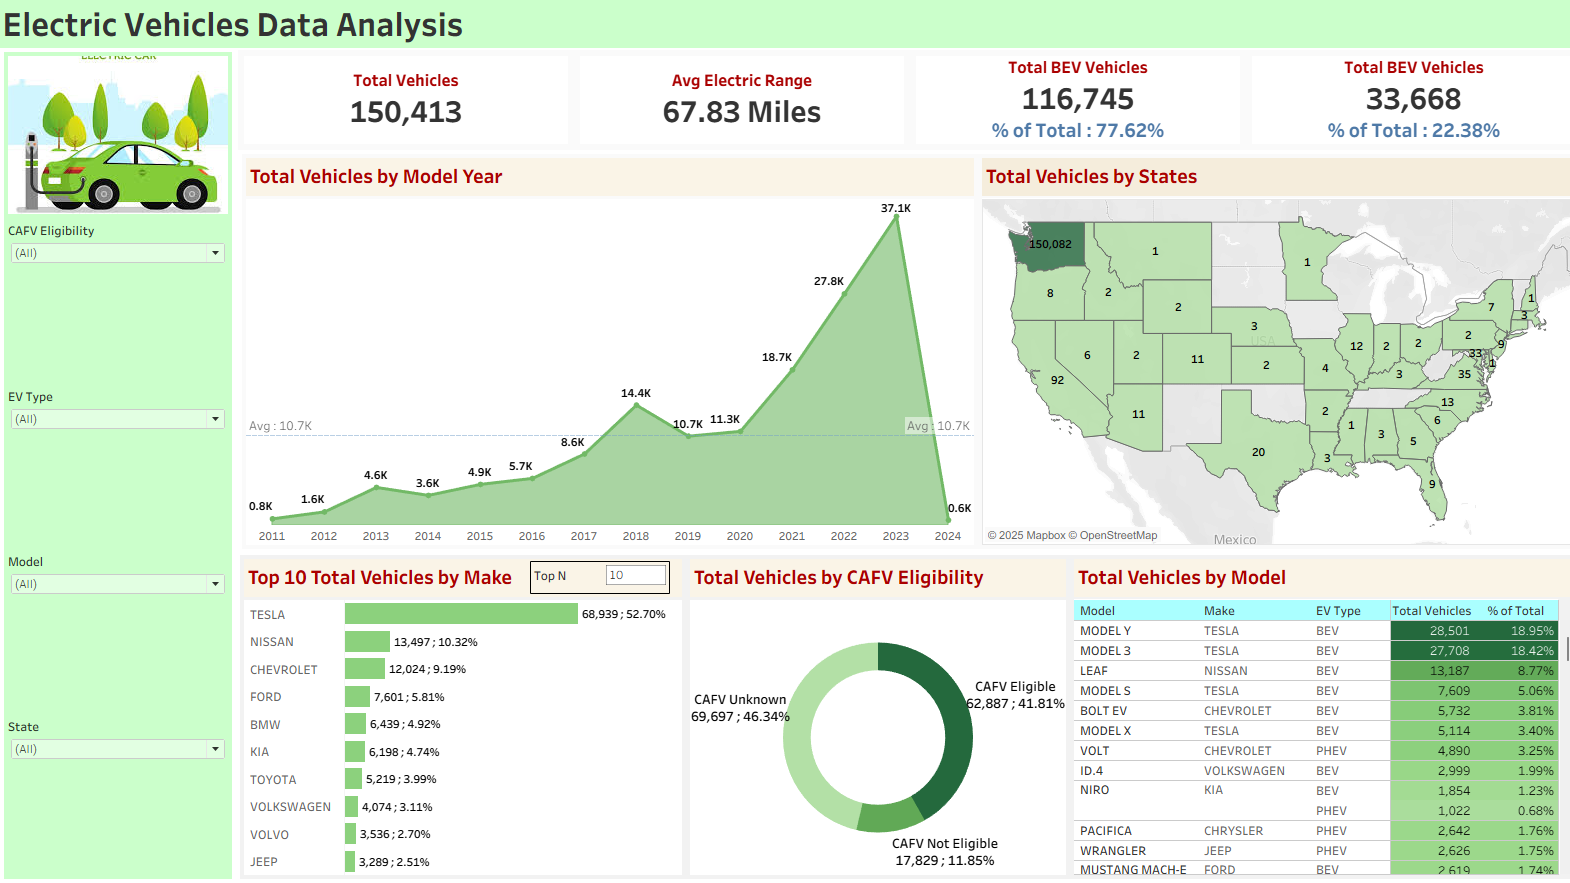 Electric Vehicles Data Analysis
ELECTRIC CAR
CAFV Eligibility
(All)
EV Type
(All)
Model
(All)
State
(All)
Total Vehicles
150,413
Avg Electric Range
67.83 Miles
Total BEV Vehicles
116,745
% of Total : 77.62%
Total BEV Vehicles
33,668
% of Total : 22.38%
Total Vehicles by Model Year
37.1K
27.8K
18.7K
14.4K
10.7K
11.3K
Avg : 10.7K
Avg : 10.7K
8.6K
5.7K
4.9K
4.6K
3.6K
1.6K
0.8K
0.6K
2011 2012 2013 2014 2015 2016 2017 2018 2019 2020 2021 2022 2023 2024
Total Vehicles by States
150,082
1
1
8
2
2
7
1
3
3
6
2
11
2
12
2
2
2
9
33
1
92
4
3
35
11
2
13
6
1
3
5
20
3
9
USA
Mexico
© 2025 Mapbox © OpenStreetMap
Top 10 Total Vehicles by Make
Top N
10
TESLA 68,939 ; 52.70%
NISSAN 13,497 ; 10.32%
CHEVROLET 12,024 ; 9.19%
FORD 7,601 ; 5.81%
BMW 6,439 ; 4.92%
KIA 6,198 ; 4.74%
TOYOTA 5,219 ; 3.99%
VOLKSWAGEN 4,074 ; 3.11%
VOLVO 3,536 ; 2.70%
JEEP 3,289 ; 2.51%
Total Vehicles by CAFV Eligibility
CAFV Unknown
69,697 ; 46.34%
CAFV Eligible
62,887 ; 41.81%
CAFV Not Eligible
17,829 ; 11.85%
Total Vehicles by Model
Model Make EV Type Total Vehicles % of Total
MODEL Y TESLA BEV 28,501 18.95%
MODEL 3 TESLA BEV 27,708 18.42%
LEAF NISSAN BEV 13,187 8.77%
MODEL S TESLA BEV 7,609 5.06%
BOLT EV CHEVROLET BEV 5,732 3.81%
MODEL X TESLA BEV 5,114 3.40%
VOLT CHEVROLET PHEV 4,890 3.25%
ID.4 VOLKSWAGEN BEV 2,999 1.99%
NIRO KIA BEV 1,854 1.23%
PHEV 1,022 0.68%
PACIFICA CHRYSLER PHEV 2,642 1.76%
WRANGLER JEEP PHEV 2,626 1.75%
MUSTANG MACH-E FORD BEV 2,619 1.74%